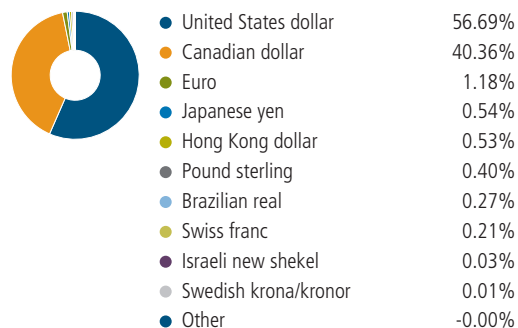 United States dollar 56.69%
Canadian dollar 40.36%
Euro 1.18%
Japanese yen 0.54%
Hong Kong dollar 0.53%
Pound sterling 0.40%
Brazilian real 0.27%
Swiss franc 0.21%
Israeli new shekel 0.03%
Swedish krona/kronor 0.01%
Other -0.00%